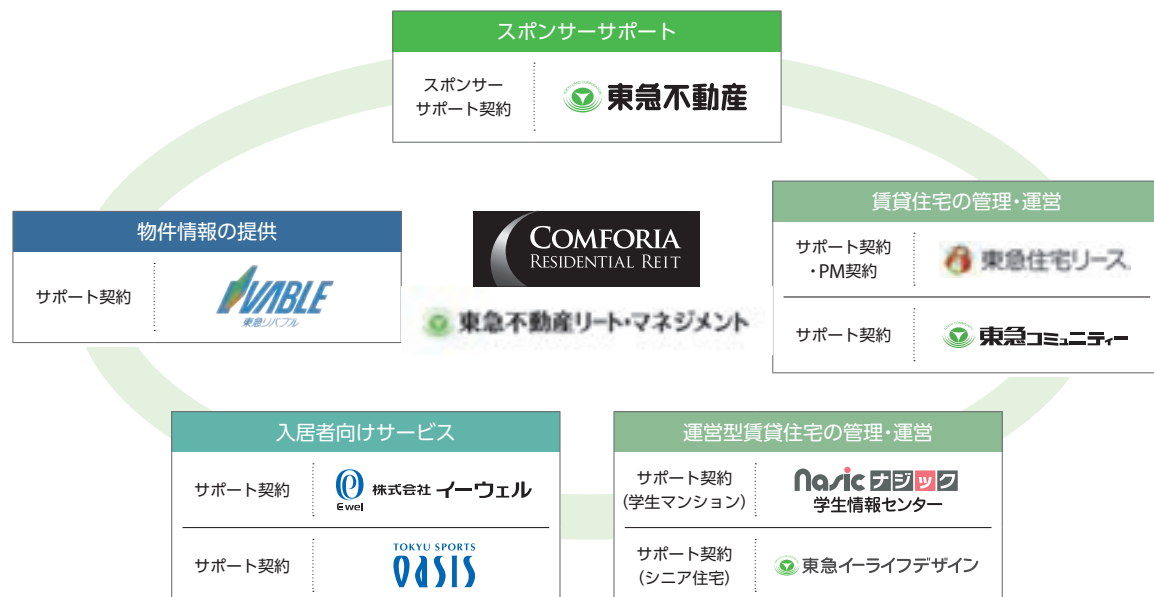 スポンサーサポート
スポンサー
サポート契約
東急不動産
物件情報の提供
サポート契約
VABLE
東急リバブル
COMFORIA
RESIDENTIAL REIT
東急不動産リート・マネジメント
賃貸住宅の管理・運営
サポート契約
・PM契約
東急住宅リース
サポート契約
東急コミュニティー
入居者向けサービス
サポート契約
Ewel
株式会社 イーウェル
サポート契約
TOKYU SPORTS
OASIS
運営型賃貸住宅の管理・運営
サポート契約
(学生マンション)
Nasic ナジック
学生情報センター
サポート契約
(シニア住宅)
東急イーライフデザイン